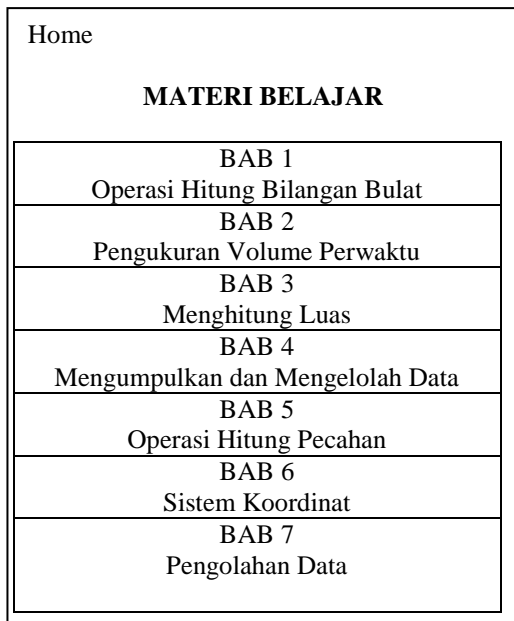 Home
MATERI BELAJAR
BAB 1
Operasi Hitung Bilangan Bulat
BAB 2
Pengukuran Volume Perwaktu
BAB 3
Menghitung Luas
BAB 4
Mengumpulkan dan Mengelolah Data
BAB 5
Operasi Hitung Pecahan
BAB 6
Sistem Koordinat
BAB 7
Pengolahan Data